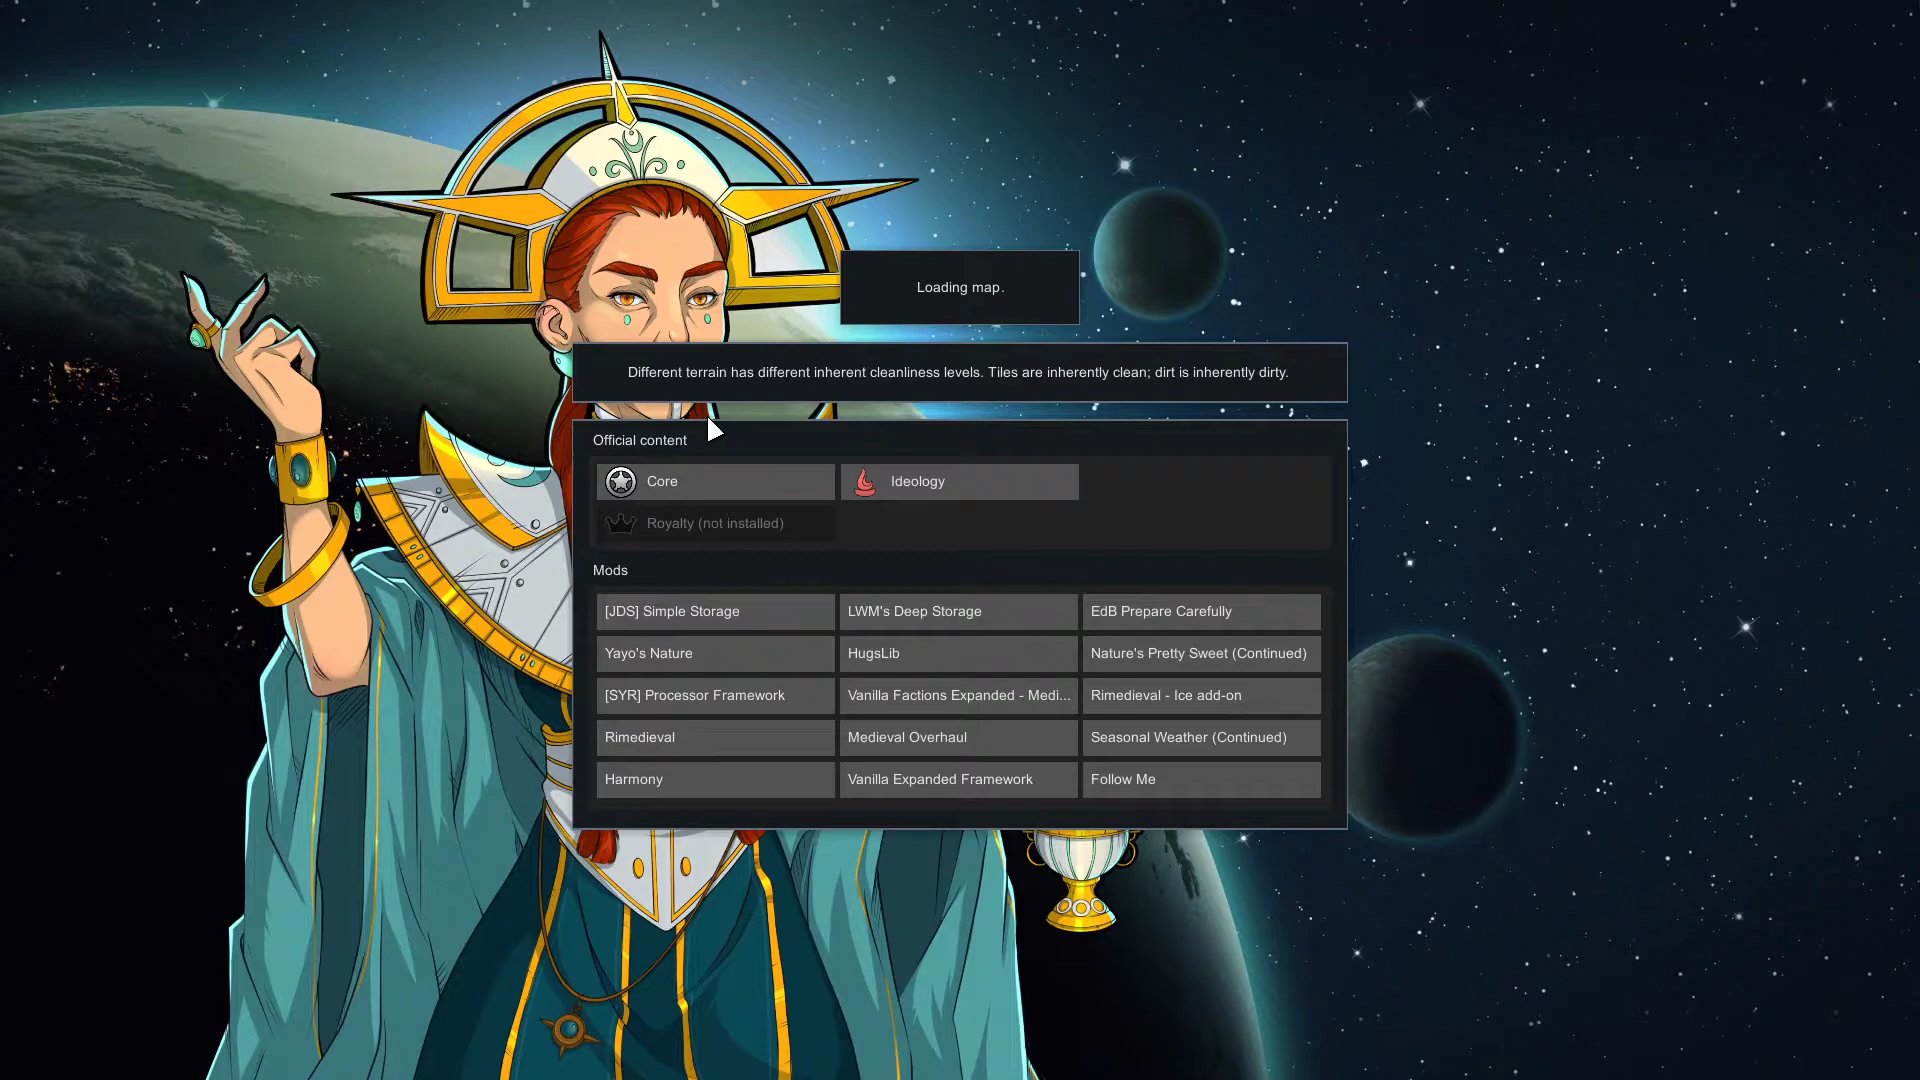 Loading map.
Different terrain has different inherent cleanliness levels. Tiles are inherently clean; dirt is inherently dirty.
Official content
Core
Ideology
Royalty (not installed)
Mods
[JDS] Simple Storage
LWM's Deep Storage
EdB Prepare Carefully
Yayo's Nature
HugsLib
Nature's Pretty Sweet (Continued)
[SYR] Processor Framework
Vanilla Factions Expanded - Medi...
Rimedieval - Ice add-on
Rimedieval
Medieval Overhaul
Seasonal Weather (Continued)
Harmony
Vanilla Expanded Framework
Follow Me